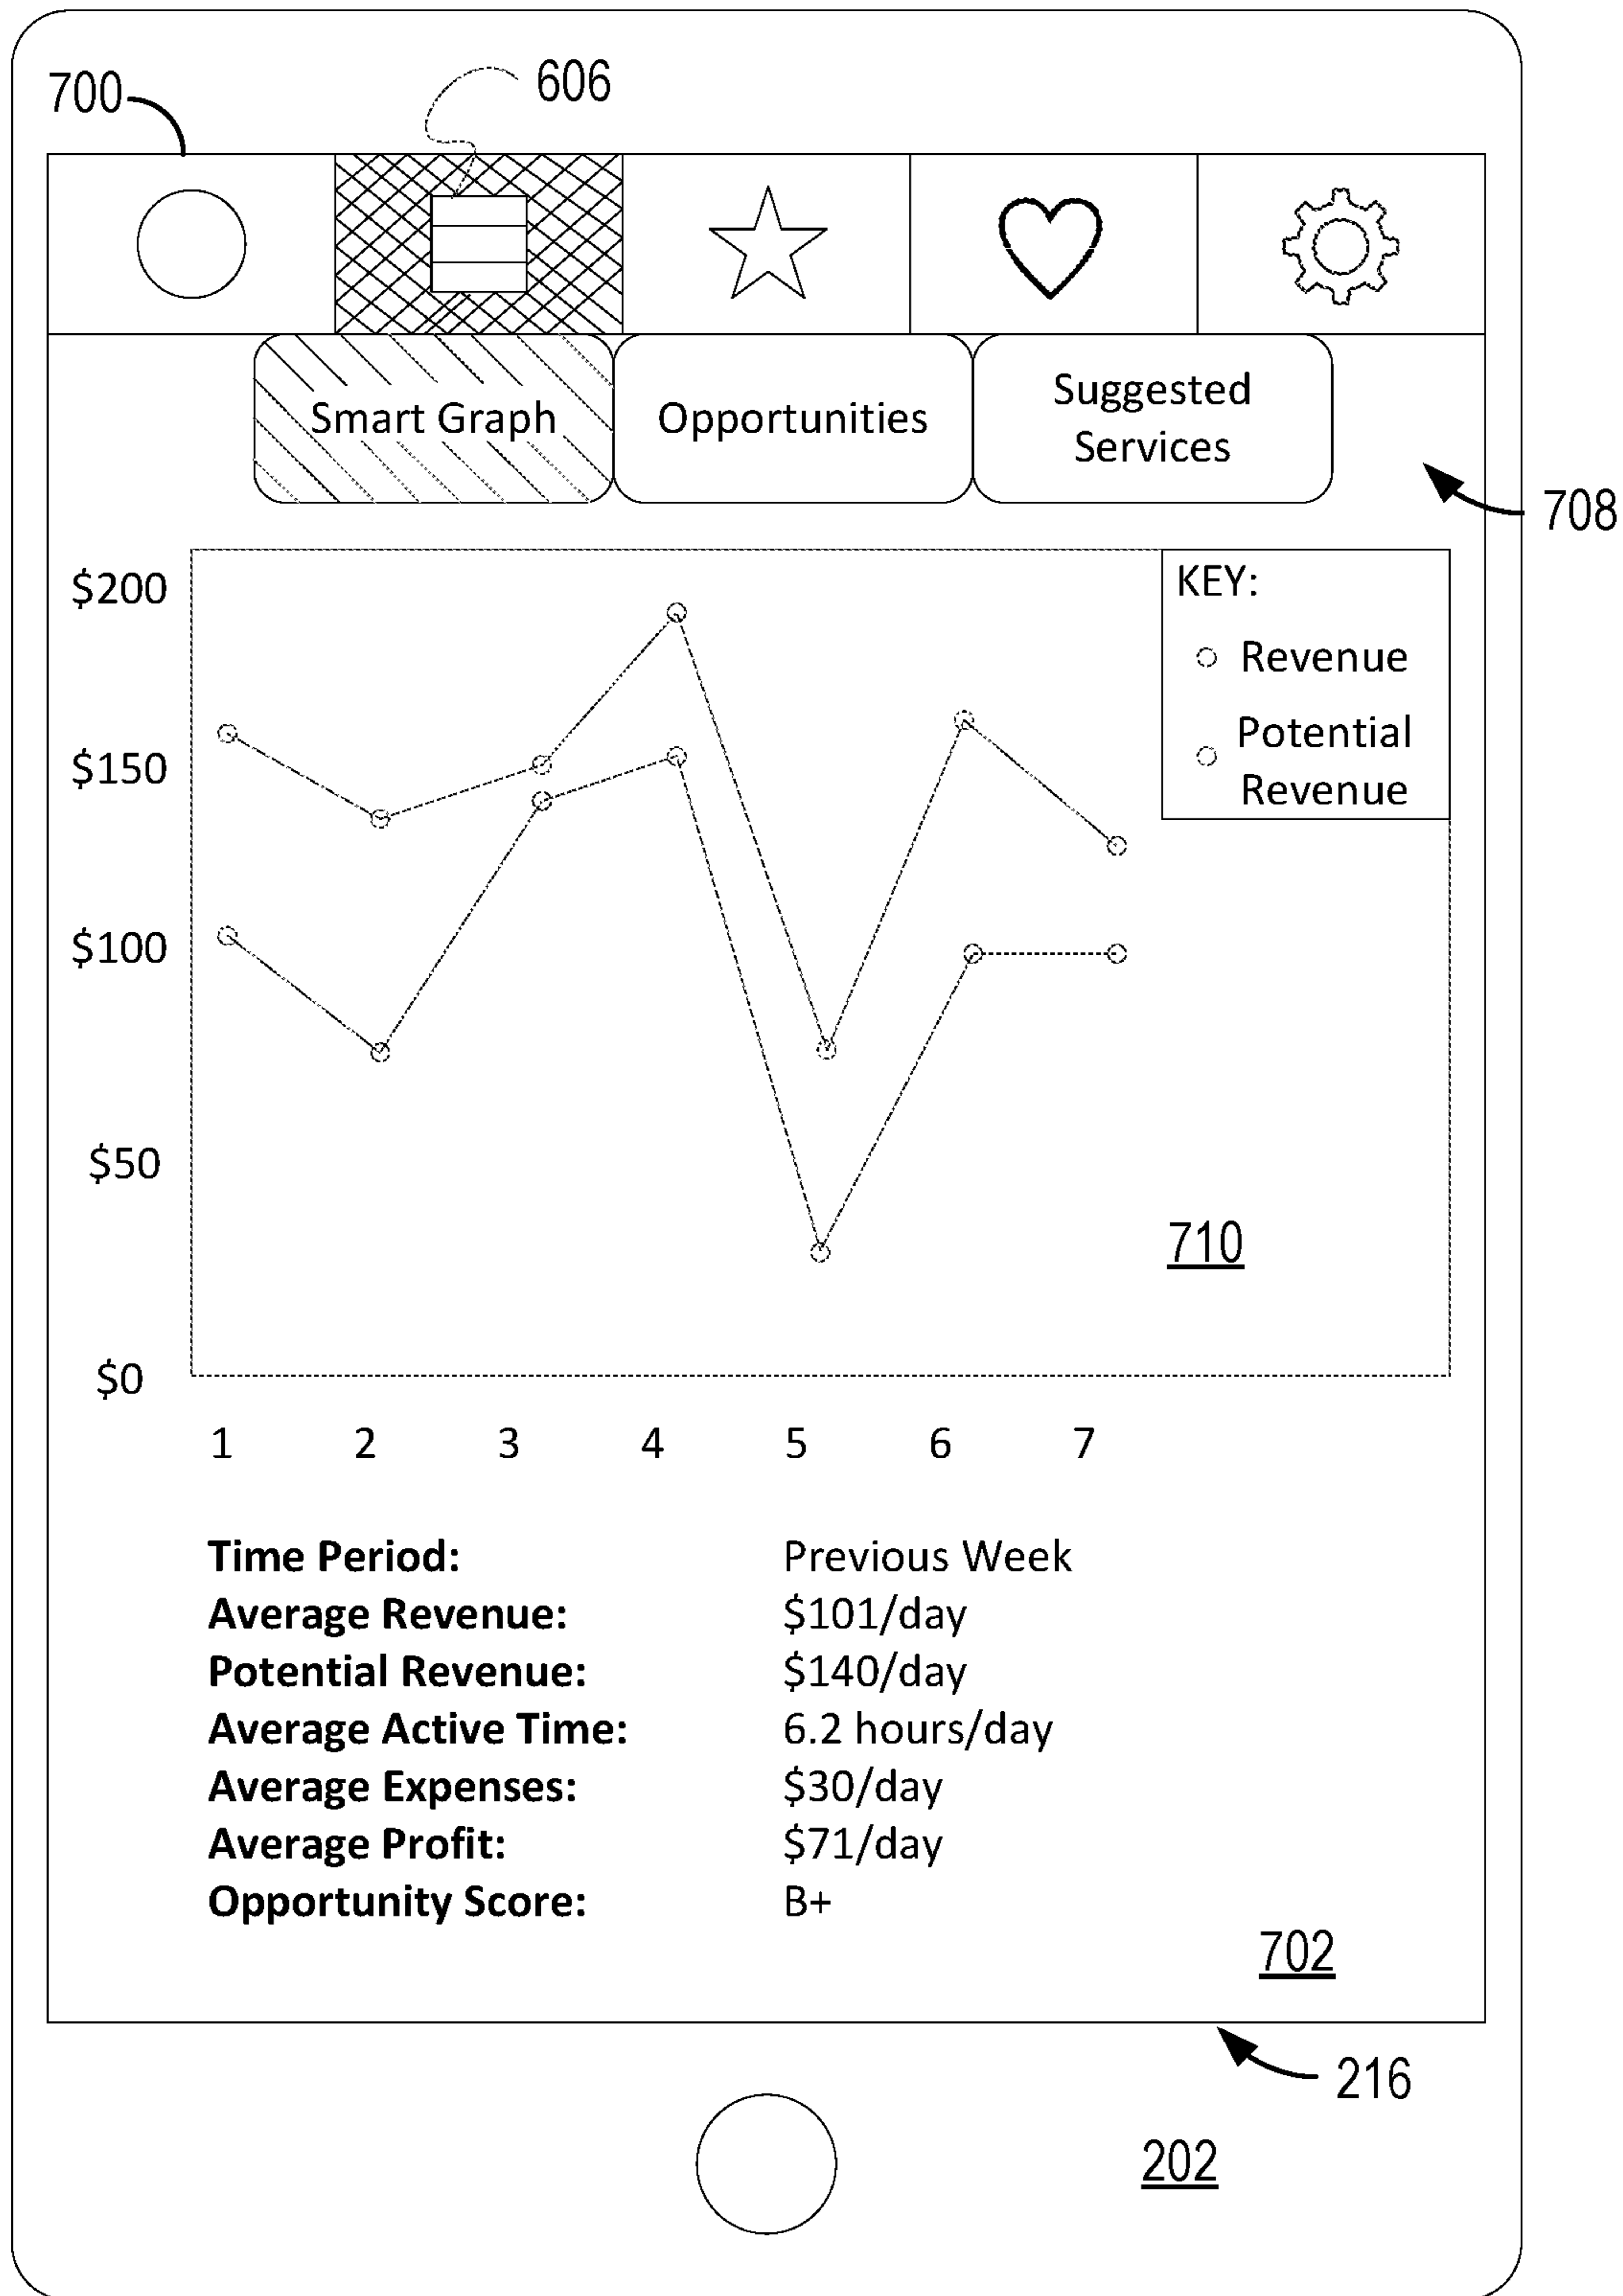 700
606
Smart Graph
Opportunities
Suggested
Services
708
$200
$150
$100
$50
$0
KEY:
Revenue
Potential
Revenue
710
1 2 3 4 5 6 7
Time Period: Previous Week
Average Revenue: $101/day
Potential Revenue: $140/day
Average Active Time: 6.2 hours/day
Average Expenses: $30/day
Average Profit: $71/day
Opportunity Score: B+
702
216
202